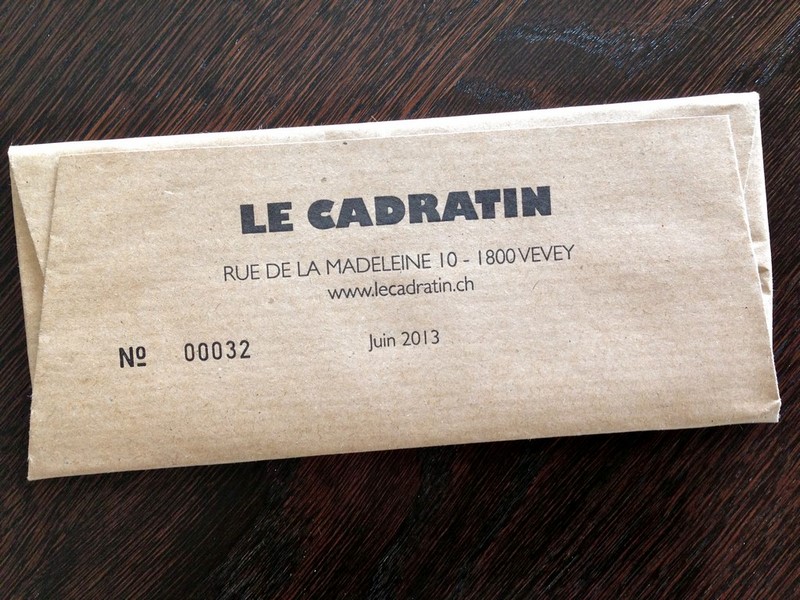 LE CADRATIN
RUE DE LA MADELEINE 10 - 1800 VEVEY
www.lecadratin.ch
Nº 00032
Juin 2013